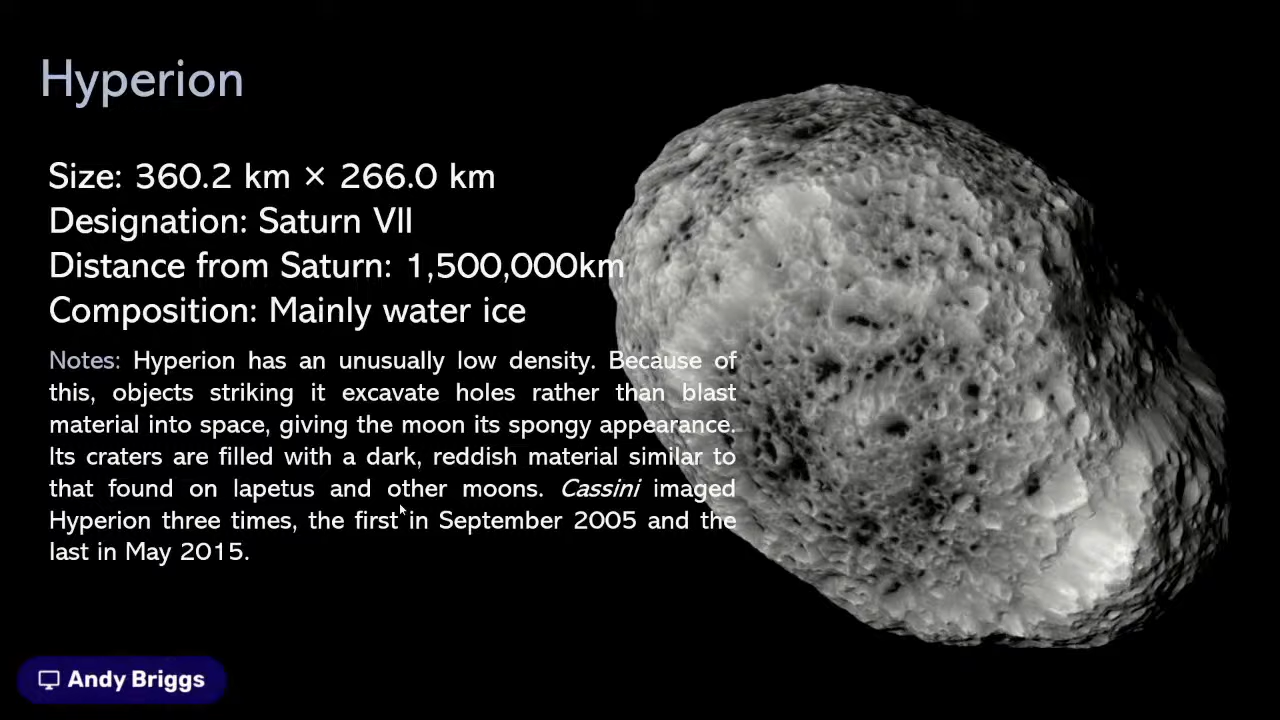 Hyperion
Size: 360.2 km × 266.0 km
Designation: Saturn VII
Distance from Saturn: 1,500,000km
Composition: Mainly water ice
Notes: Hyperion has an unusually low density. Because of
this, objects striking it excavate holes rather than blast
material into space, giving the moon its spongy appearance.
Its craters are filled with a dark, reddish material similar to
that found on Iapetus and other moons. Cassini imaged
Hyperion three times, the first in September 2005 and the
last in May 2015.
Andy Briggs